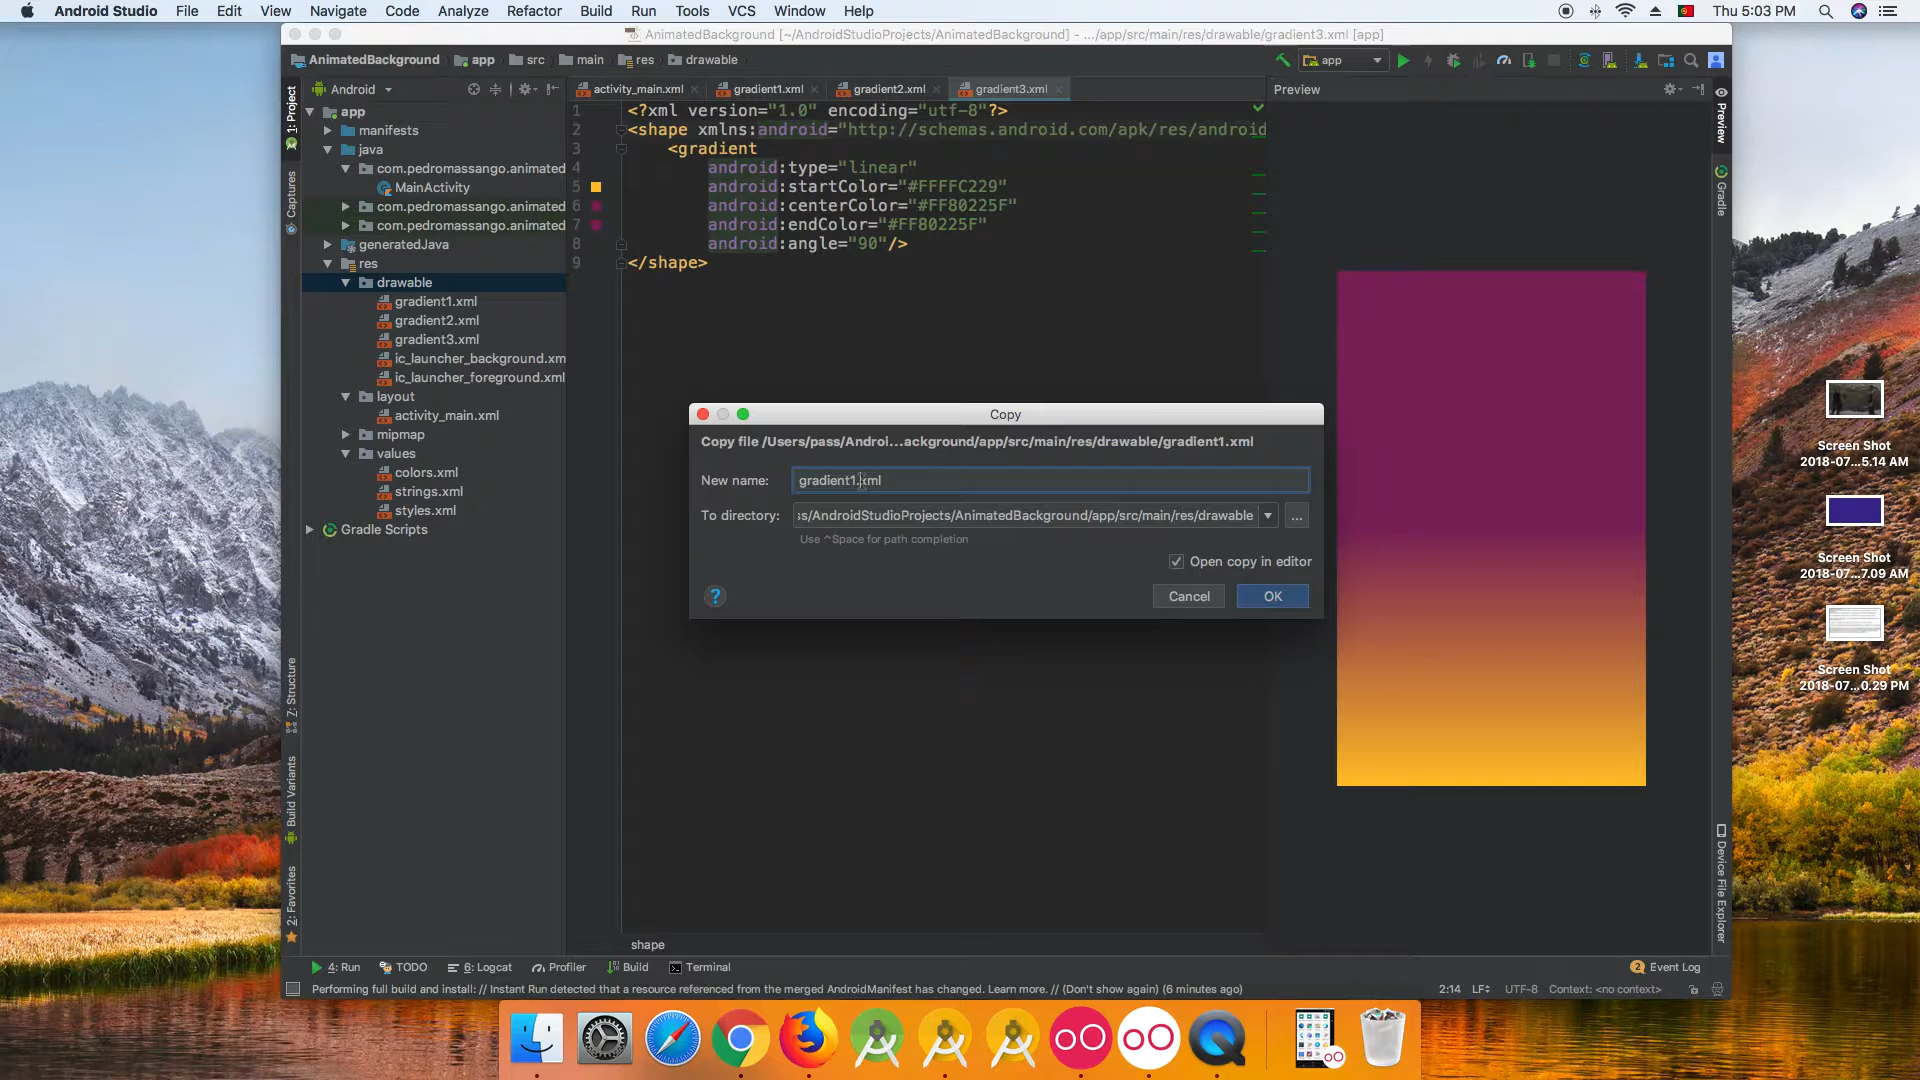 Android Studio File Edit View Navigate Code Analyze Refactor Build Run Tools VCS Window Help Thu 5:03 PM
AnimatedBackground [~/AndroidStudioProjects/AnimatedBackground] - .../app/src/main/res/drawable/gradient3.xml [app]
AnimatedBackground app src main res drawable app
1: Project
Captures
7: Structure
Build Variants
2: Favorites
Android
app
manifests
java
com.pedromassango.animated
MainActivity
com.pedromassango.animated
com.pedromassango.animated
generatedJava
res
drawable
gradient1.xml
gradient2.xml
gradient3.xml
ic_launcher_background.xm
ic_launcher_foreground.xml
layout
activity_main.xml
mipmap
values
colors.xml
strings.xml
styles.xml
Gradle Scripts
activity_main.xml gradient1.xml gradient2.xml gradient3.xml
1 <?xml version="1.0" encoding="utf-8"?>
2 <shape xmlns:android="http://schemas.android.com/apk/res/android
3 <gradient
4 android:type="linear"
5 android:startColor="#FFFFC229"
6 android:centerColor="#FF80225F"
7 android:endColor="#FF80225F"
8 android:angle="90"/>
9 </shape>
Preview
Preview
Gradle
Device File Explorer
Copy
Copy file /Users/pass/Androi...ackground/app/src/main/res/drawable/gradient1.xml
New name: gradient1.xml
To directory: s/AndroidStudioProjects/AnimatedBackground/app/src/main/res/drawable ...
Use ^Space for path completion
Open copy in editor
? Cancel OK
shape
4: Run TODO 6: Logcat Profiler Build Terminal 2 Event Log
Performing full build and install: // Instant Run detected that a resource referenced from the merged AndroidManifest has changed. Learn more. // (Don't show again) (6 minutes ago) 2:14 LF÷ UTF-8 Context: <no context>
Screen Shot
2018-07...5.14 AM
Screen Shot
2018-07...7.09 AM
Screen Shot
2018-07...0.29 PM